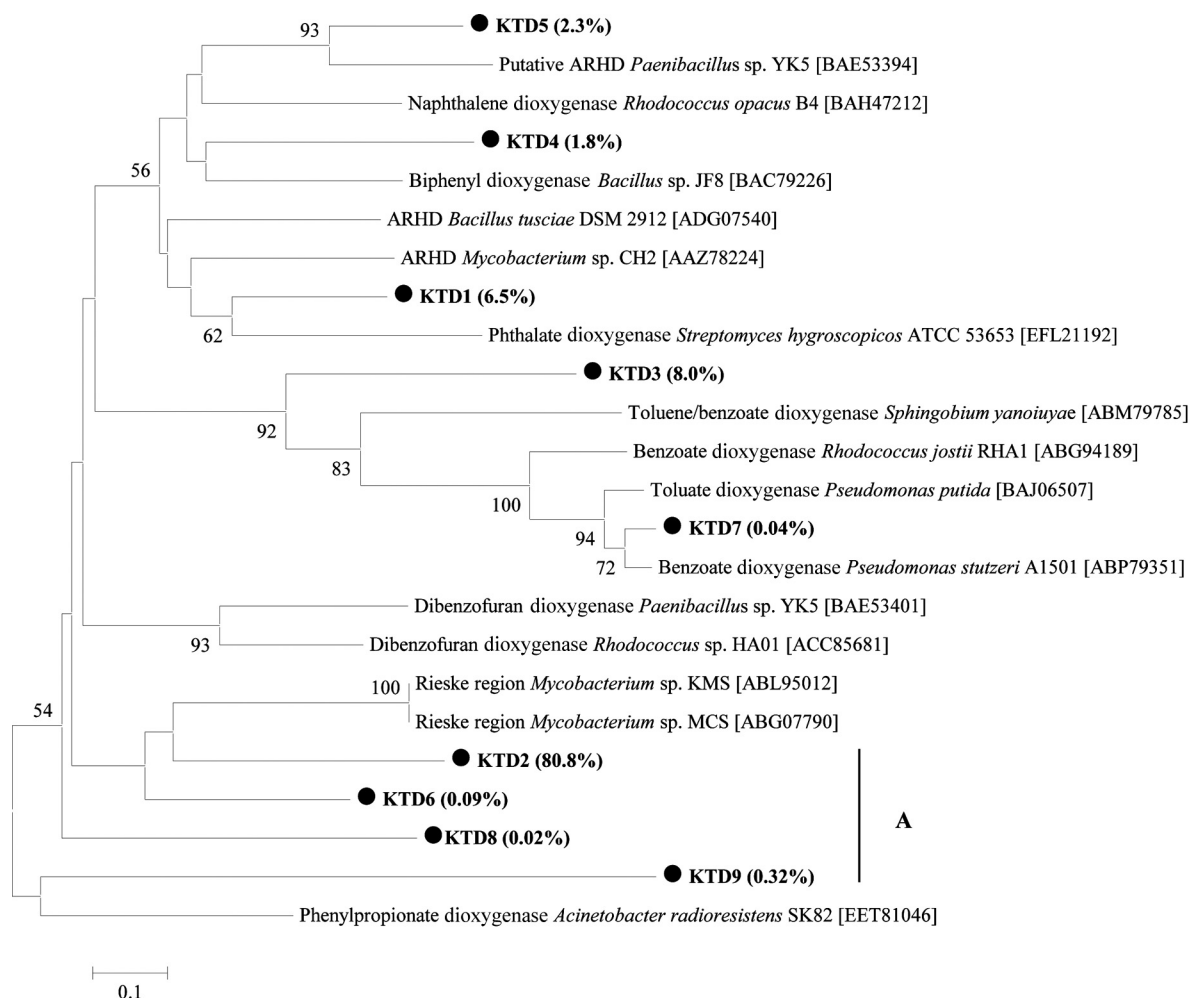 93
KTD5 (2.3%)
Putative ARHD Paenibacillus sp. YK5 [BAE53394]
Naphthalene dioxygenase Rhodococcus opacus B4 [BAH47212]
KTD4 (1.8%)
56
Biphenyl dioxygenase Bacillus sp. JF8 [BAC79226]
ARHD Bacillus tusciae DSM 2912 [ADG07540]
ARHD Mycobacterium sp. CH2 [AAZ78224]
KTD1 (6.5%)
62
Phthalate dioxygenase Streptomyces hygroscopicos ATCC 53653 [EFL21192]
KTD3 (8.0%)
Toluene/benzoate dioxygenase Sphingobium yanoiuyae [ABM79785]
92
Benzoate dioxygenase Rhodococcus jostii RHA1 [ABG94189]
83
Toluate dioxygenase Pseudomonas putida [BAJ06507]
100
KTD7 (0.04%)
94
Benzoate dioxygenase Pseudomonas stutzeri A1501 [ABP79351]
72
Dibenzofuran dioxygenase Paenibacillus sp. YK5 [BAE53401]
93
Dibenzofuran dioxygenase Rhodococcus sp. HA01 [ACC85681]
100
Rieske region Mycobacterium sp. KMS [ABL95012]
54
Rieske region Mycobacterium sp. MCS [ABG07790]
KTD2 (80.8%)
KTD6 (0.09%)
A
KTD8 (0.02%)
KTD9 (0.32%)
Phenylpropionate dioxygenase Acinetobacter radioresistens SK82 [EET81046]
0.1